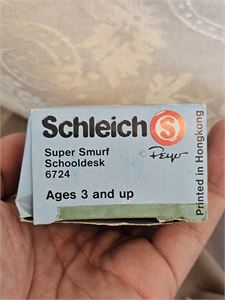 Schleich S
Super Smurf © Peyo
Schooldesk
6724
Ages 3 and up
Printed in Hongkong